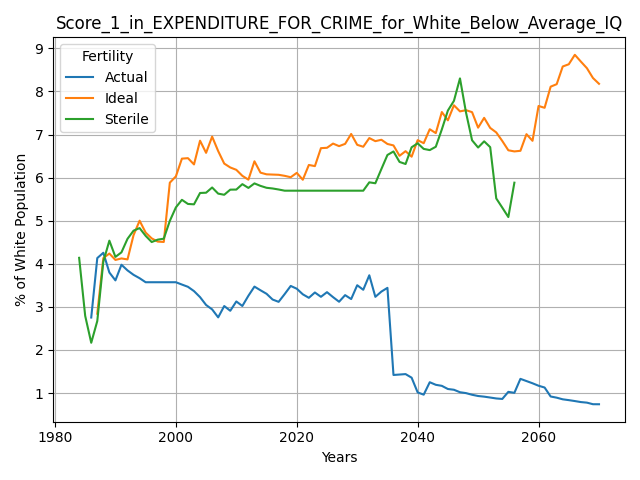 Score_1_in_EXPENDITURE_FOR_CRIME_for_White_Below_Average_IQ
Fertility
Actual
Ideal
Sterile
% of White Population
9
8
7
6
5
4
3
2
1
1980
2000
2020
2040
2060
Years